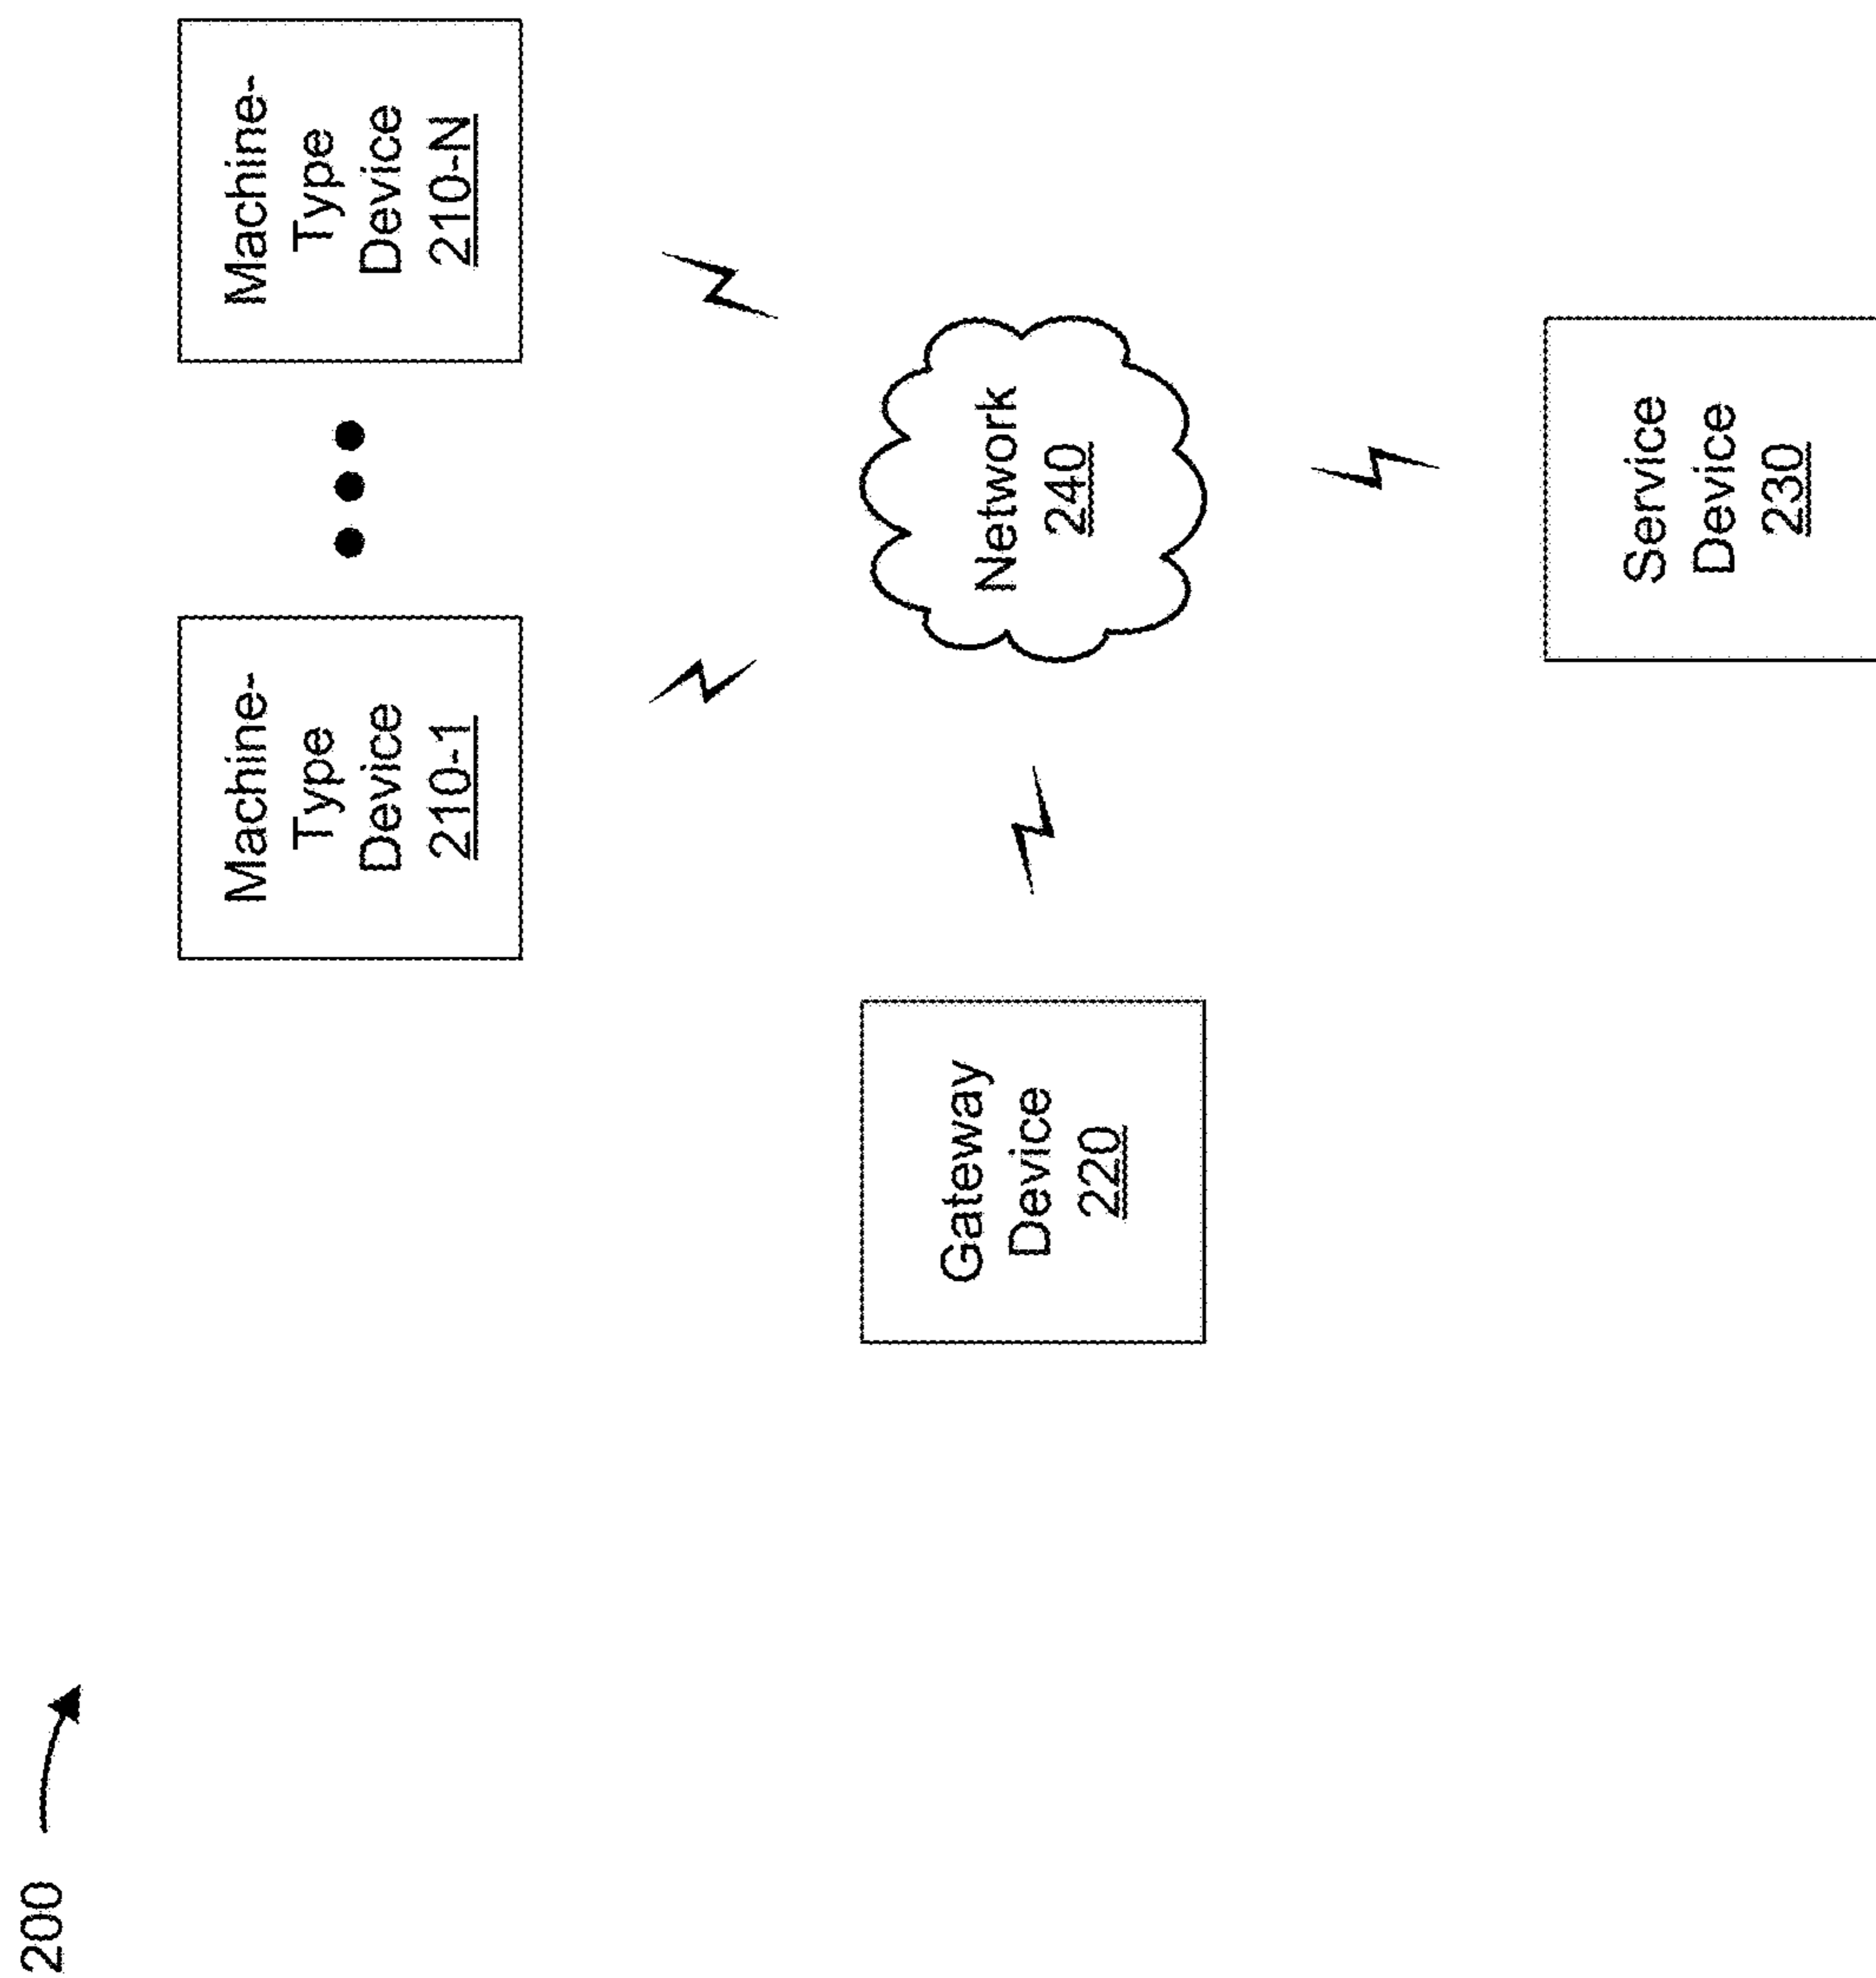 200
Machine-
Type
Device
210-1
Machine-
Type
Device
210-N
Gateway
Device
220
Network
240
Service
Device
230